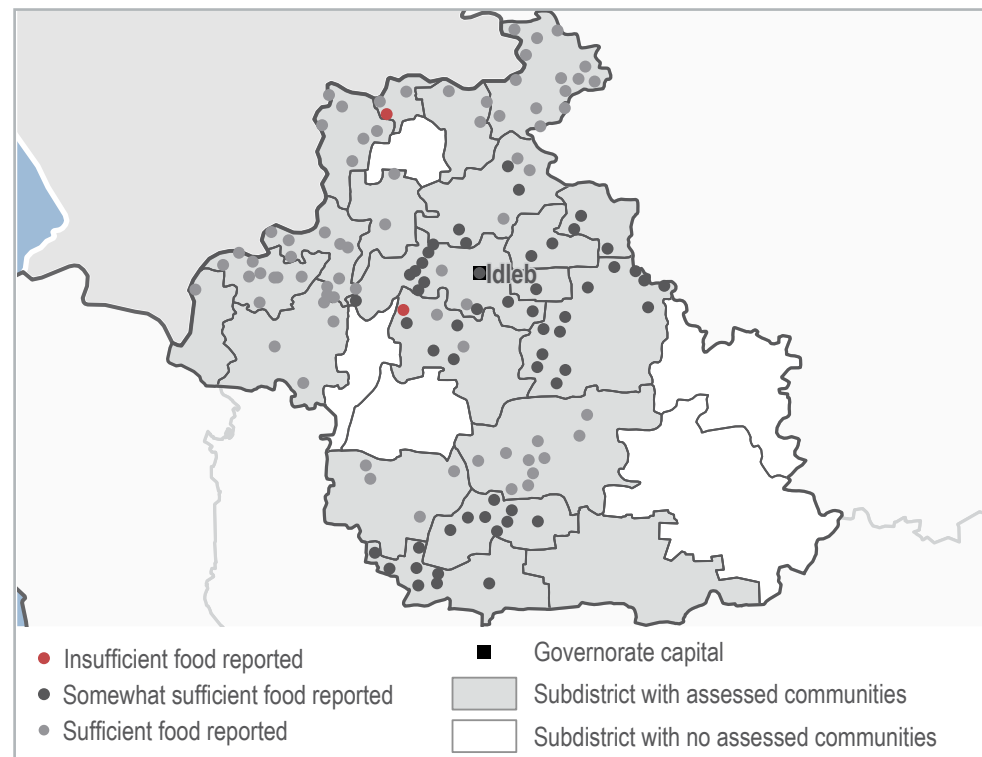 Idleb
Insufficient food reported
Somewhat sufficient food reported
Sufficient food reported
Governorate capital
Subdistrict with assessed communities
Subdistrict with no assessed communities